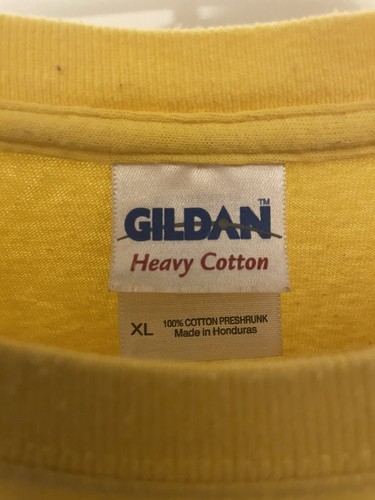 GILDAN™
Heavy Cotton
XL 100% COTTON PRESHRUNK
Made in Honduras